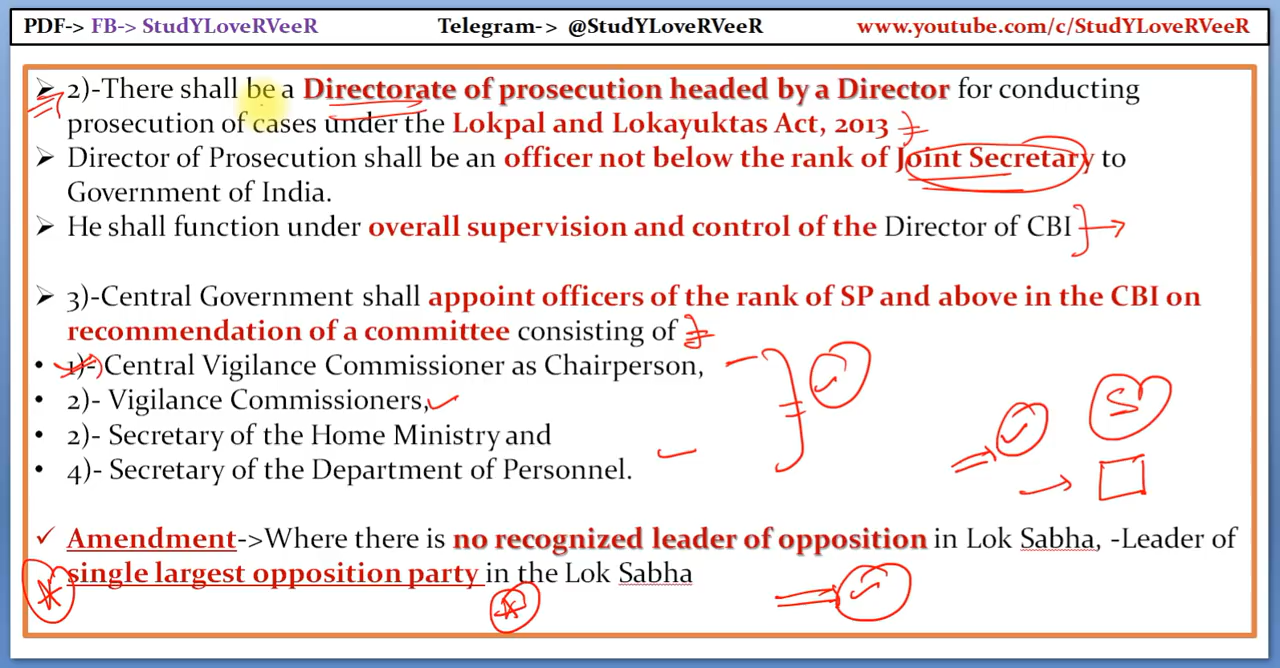 PDF-> FB-> StudYLoveRVeeR Telegram-> @StudYLoveRVeeR www.youtube.com/c/StudYLoveRVeeR
2)-There shall be a Directorate of prosecution headed by a Director for conducting
prosecution of cases under the Lokpal and Lokayuktas Act, 2013
Director of Prosecution shall be an officer not below the rank of Joint Secretary to
Government of India.
He shall function under overall supervision and control of the Director of CBI
3)-Central Government shall appoint officers of the rank of SP and above in the CBI on
recommendation of a committee consisting of
1)-Central Vigilance Commissioner as Chairperson,
2)- Vigilance Commissioners,
2)- Secretary of the Home Ministry and
4)- Secretary of the Department of Personnel.
Amendment->Where there is no recognized leader of opposition in Lok Sabha, -Leader of
single largest opposition party in the Lok Sabha